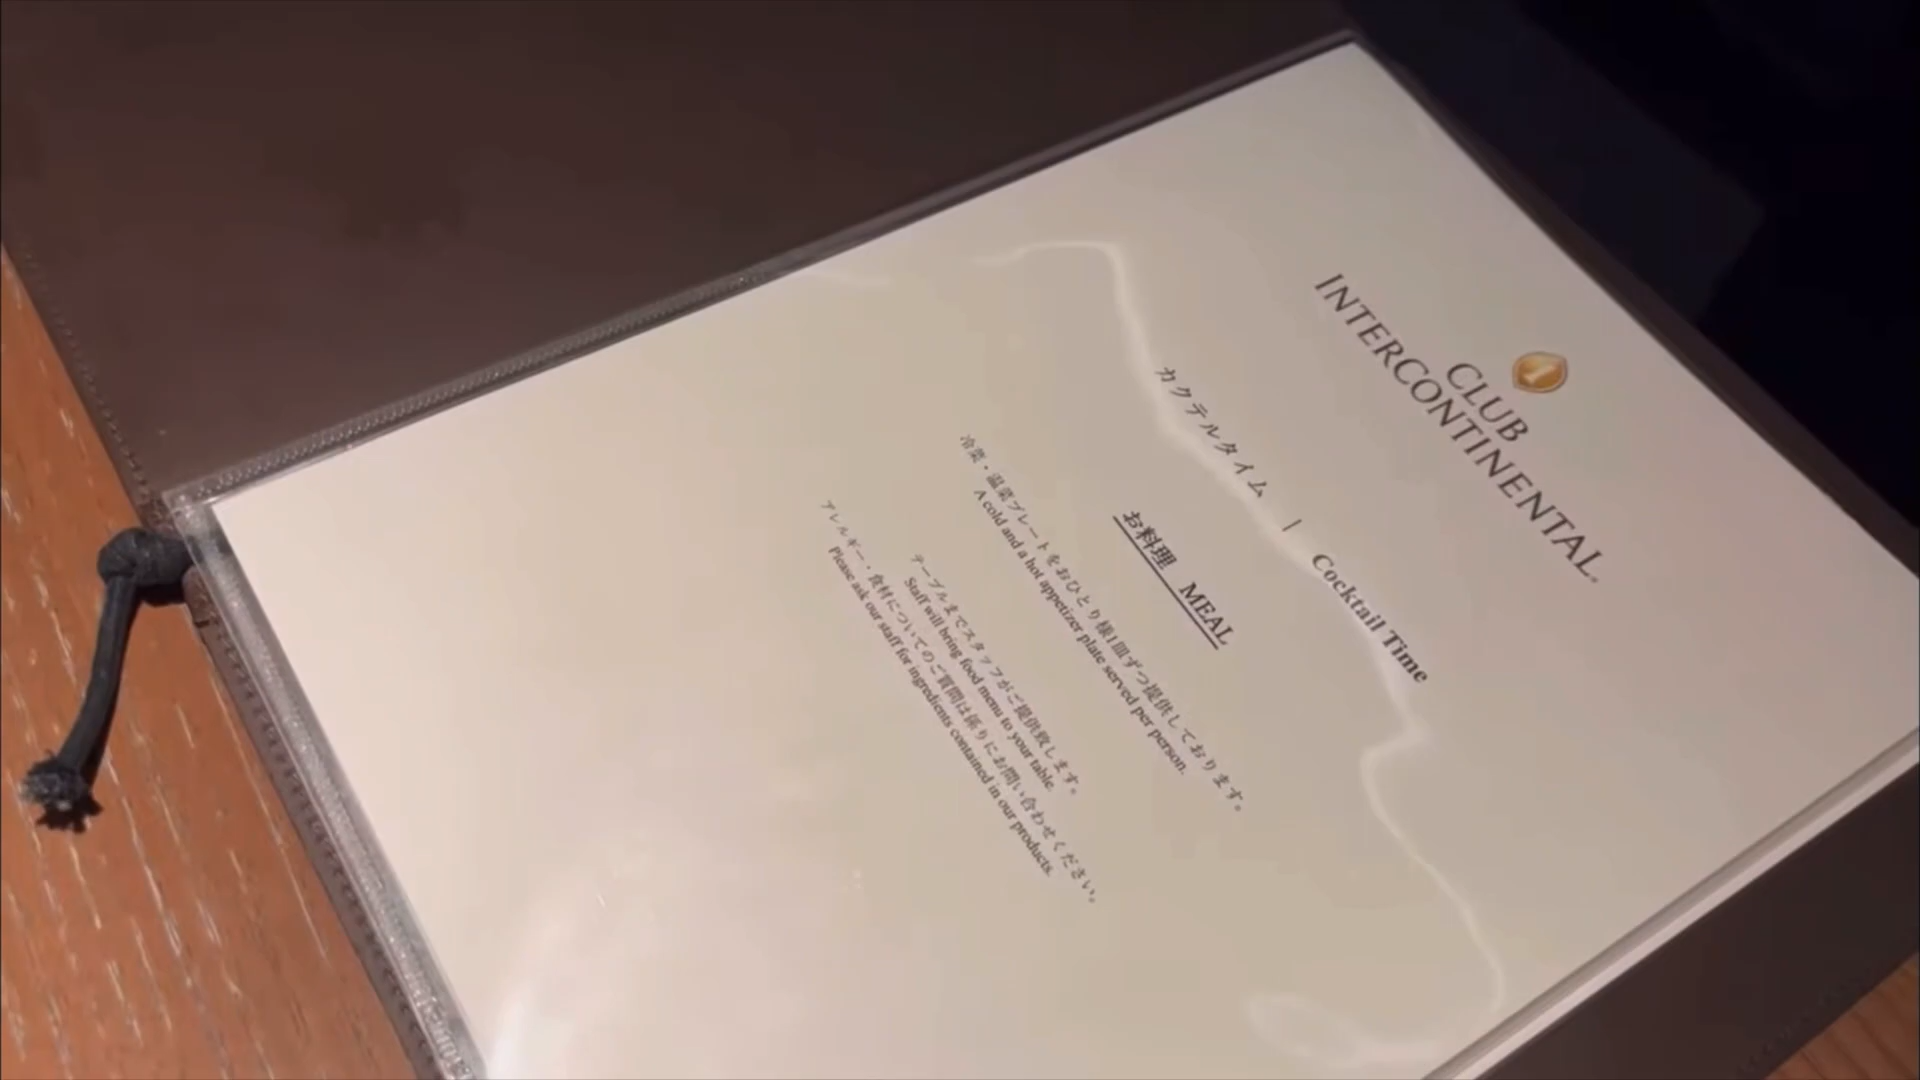 CLUB
INTERCONTINENTAL®
カクテルタイム | Cocktail Time
お料理 MEAL
冷菜・温菜プレートをおひとり様1皿ずつ提供しております。
A cold and a hot appetizer plate served per person.
テーブルまでスタッフがご提供致します。
Staff will bring food menu to your table.
アレルギー・食材についてのご質問は係りにお問い合わせください。
Please ask our staff for ingredients contained in our products.